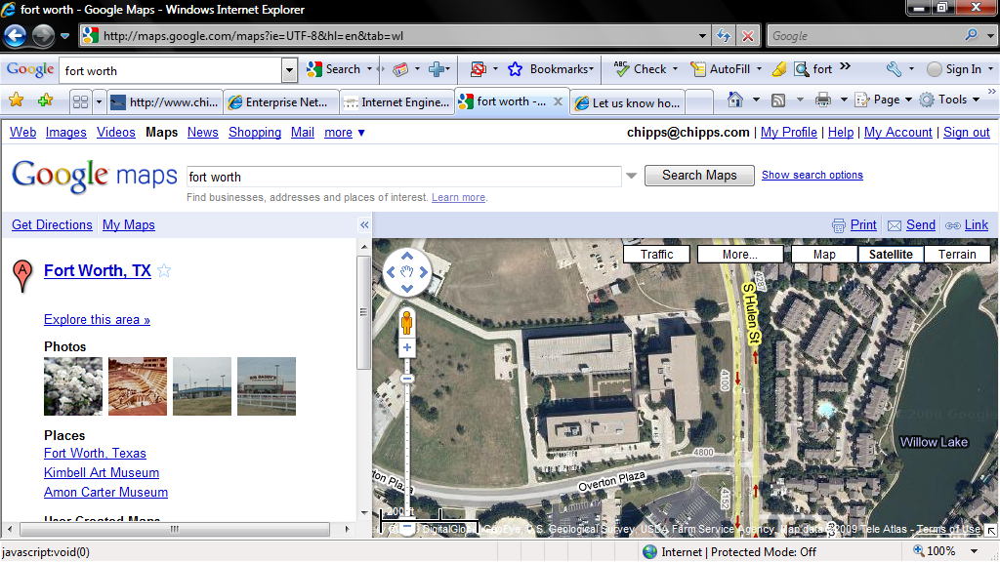 fort worth - Google Maps - Windows Internet Explorer
http://maps.google.com/maps?ie=UTF-8&hl=en&tab=wl
Google
Google fort worth Search Bookmarks Check AutoFill fort Sign In
http://www.chi... Enterprise Net... Internet Engine... fort worth -... Let us know ho... Page Tools
Web Images Videos Maps News Shopping Mail more ▼ chipps@chipps.com | My Profile | Help | My Account | Sign out
Google maps fort worth Search Maps Show search options
Find businesses, addresses and places of interest. Learn more.
Get Directions My Maps « Print Send Link
Traffic More... Map Satellite Terrain
A Fort Worth, TX
Explore this area »
Photos
Places
Fort Worth, Texas
Kimbell Art Museum
Amon Carter Museum
User Created Maps
4287
S Hulen St
4100
Willow Lake
4800
Overton Plaza
ton Plaza
4152
200 ft
DigitalGlobe, GeoEye, U.S. Geological Survey, USDA Farm Service Agency, Map data ©2009 Tele Atlas - Terms of Use
javascript:void(0) Internet | Protected Mode: Off 100%